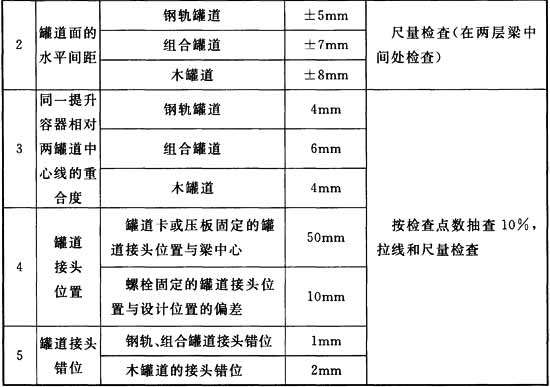 2
罐道面的
水平间距
钢轨罐道
±5mm
组合罐道
±7mm
木罐道
±8mm
尺量检查(在两层梁中
间处检查)
3
同一提升
容器相对
两罐道中
心线的重
合度
钢轨罐道
4mm
组合罐道
6mm
木罐道
4mm
4
罐道
接头
位置
罐道卡或压板固定的罐
道接头位置与梁中心
50mm
螺栓固定的罐道接头位
置与设计位置的偏差
10mm
5
罐道接头
错位
钢轨、组合罐道接头错位
1mm
木罐道的接头错位
2mm
按检查点数抽查10%,
拉线和尺量检查